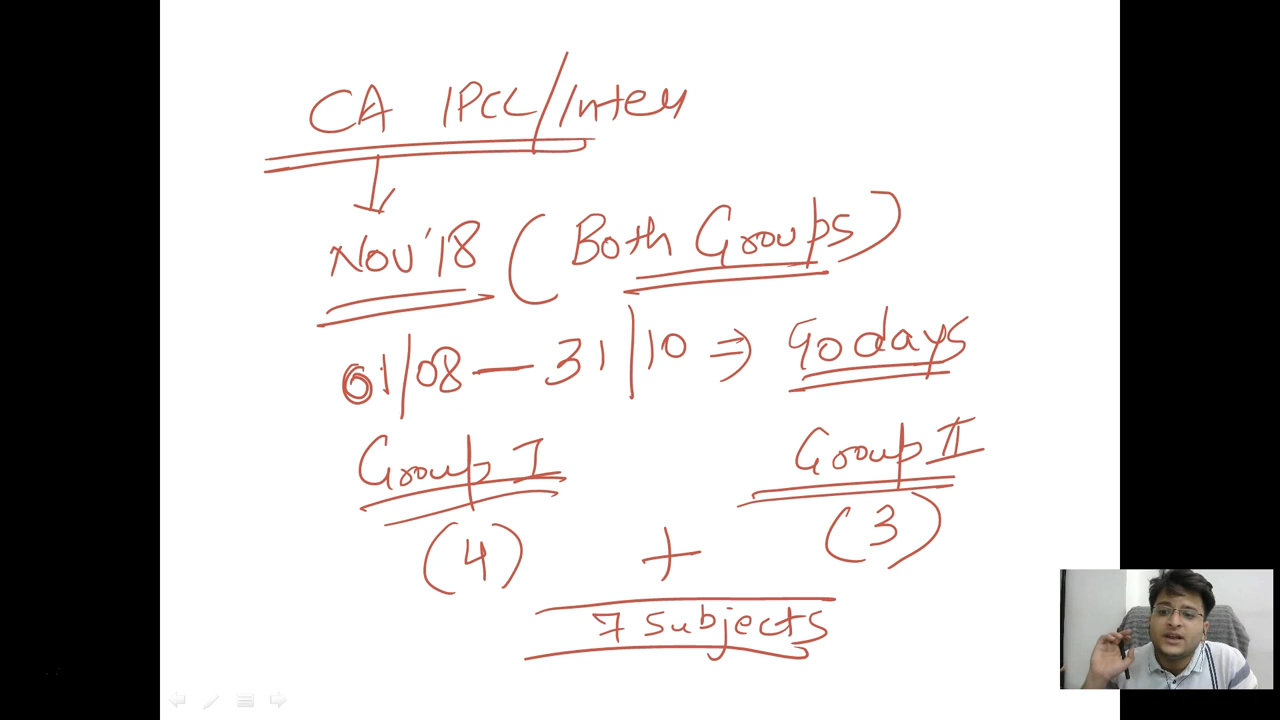 CA IPCC/Inter
Nov'18 (Both Groups)
01/08 — 31/10 ⇒ 90 days
Group I Group II
(4) + (3)
7 Subjects